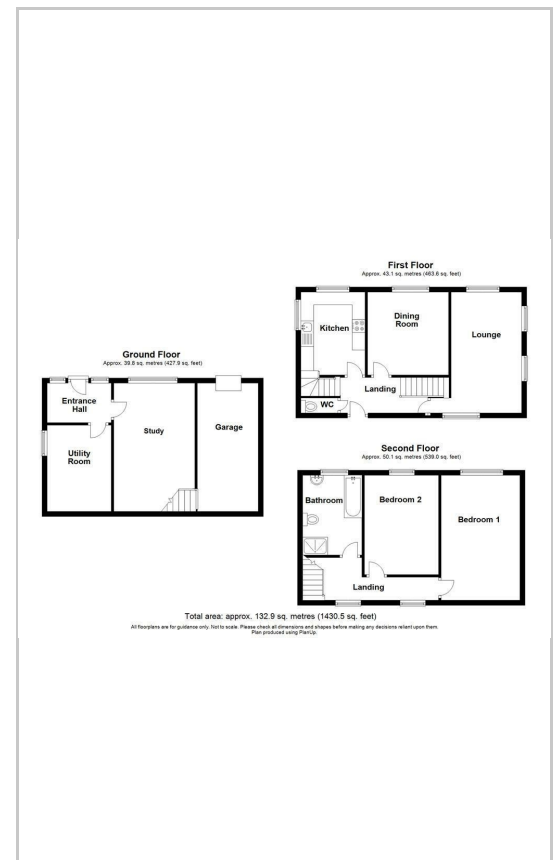 First Floor
Approx. 43.1 sq. metres (463.6 sq. feet)
Kitchen
Dining
Room
Lounge
Landing
WC
Ground Floor
Approx. 39.8 sq. metres (427.9 sq. feet)
Entrance
Hall
Study
Garage
Utility
Room
Second Floor
Approx. 50.1 sq. metres (539.0 sq. feet)
Bathroom
Bedroom 2
Bedroom 1
Landing
Total area: approx. 132.9 sq. metres (1430.5 sq. feet)
All floorplans are for guidance only. Not to scale. Please check all dimensions and shapes before making any decisions reliant upon them.
Plan produced using PlanUp.